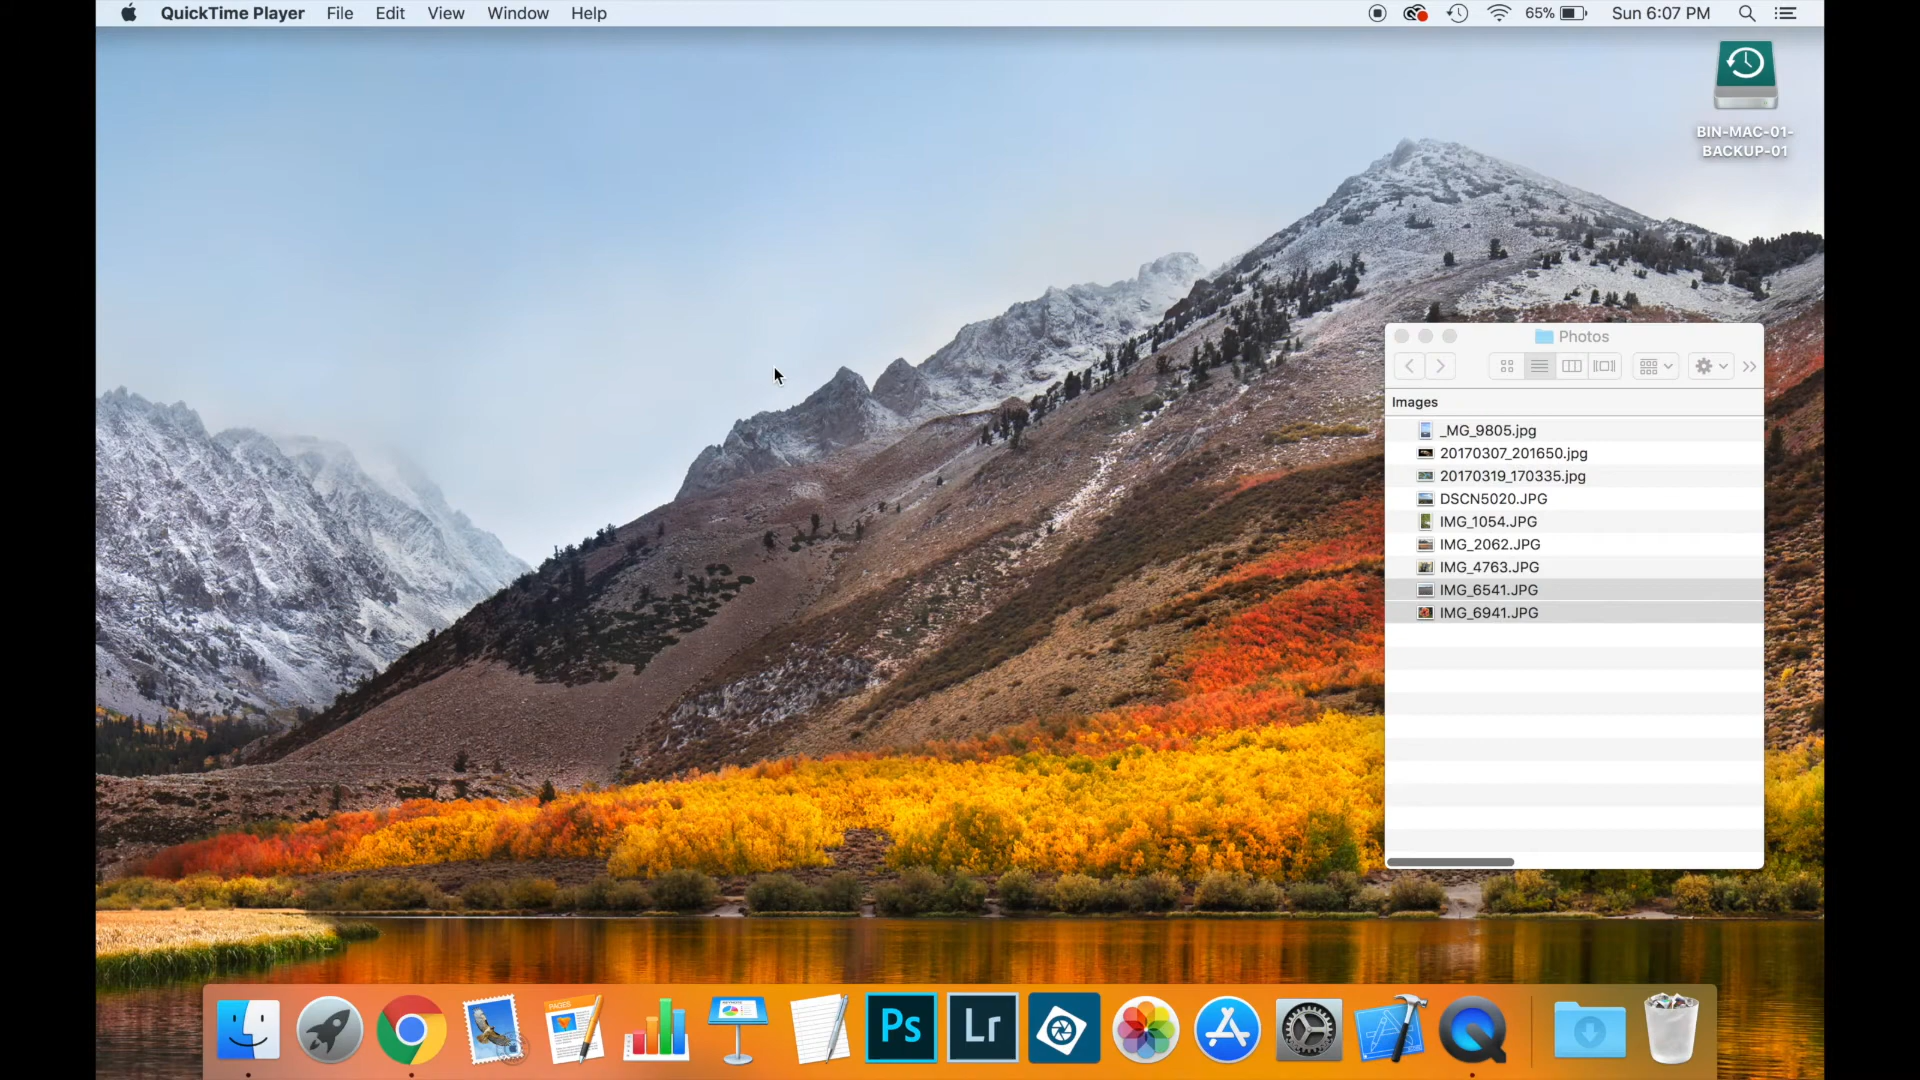 QuickTime Player File Edit View Window Help 65% Sun 6:07 PM
BIN-MAC-01-
BACKUP-01
Photos
Images
_MG_9805.jpg
20170307_201650.jpg
20170319_170335.jpg
DSCN5020.JPG
IMG_1054.JPG
IMG_2062.JPG
IMG_4763.JPG
IMG_6541.JPG
IMG_6941.JPG
PAGES
Ps Lr